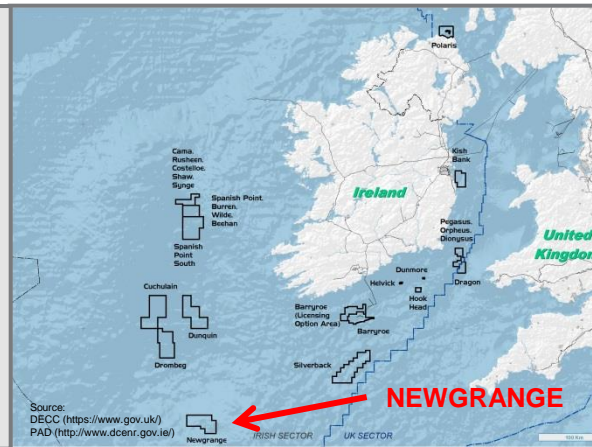 Polaris
Cama.
Rusheen.
Costelloe.
Shaw.
Synge
Kish
Bank
Ireland
Spanish Point.
Burren.
Wilde.
Beehan
Pegasus.
Orpheus.
Dionysus.
United
Kingdom
Spanish
Point
South
Dunmore
Helvick
Dragon
Hook
Head
Cuchulain
Barryroe
(Licensing
Option Area)
Dunquin
Barryroe
Drombeg
Silverback
NEWGRANGE
Source:
DECC (https://www.gov.uk/)
PAD (http://www.dcenr.gov.ie/)
Newgrange
IRISH SECTOR
UK SECTOR
100 Km